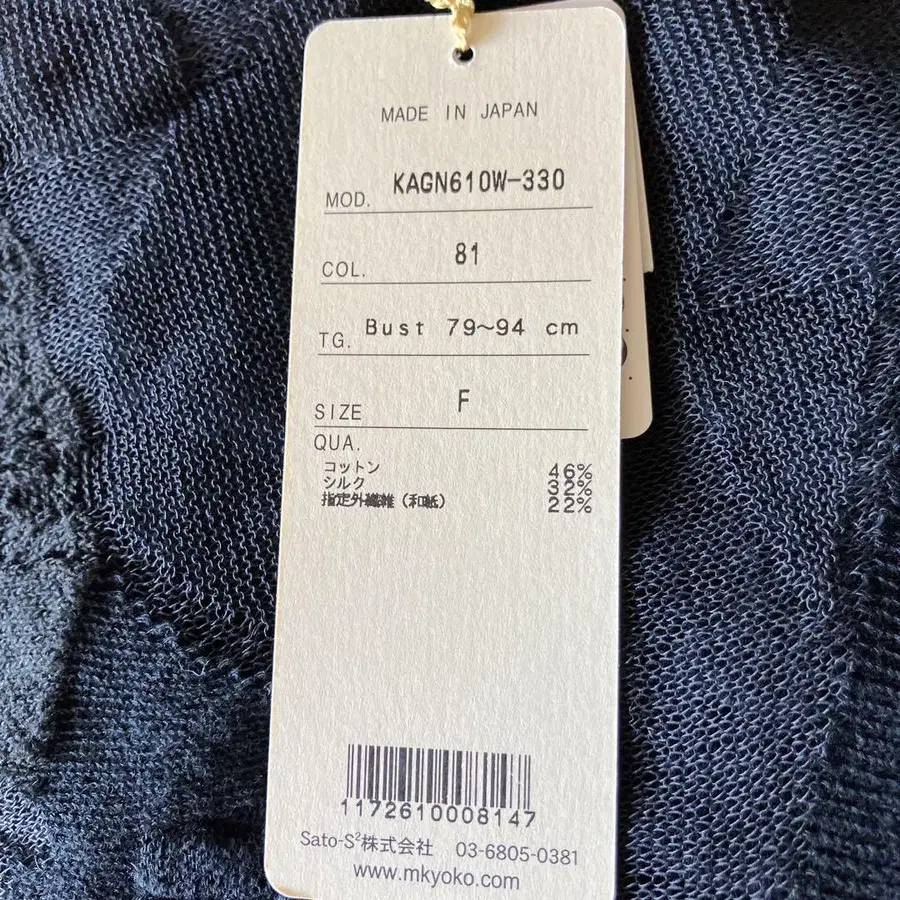 MADE IN JAPAN
MOD. KAGN610W-330
COL. 81
TG. Bust 79~94 cm
SIZE F
QUA.
コットン 46%
シルク 32%
指定外繊維（和紙） 22%
1172610008147
Sato-S²株式会社 03-6805-0381
www.mkyoko.com